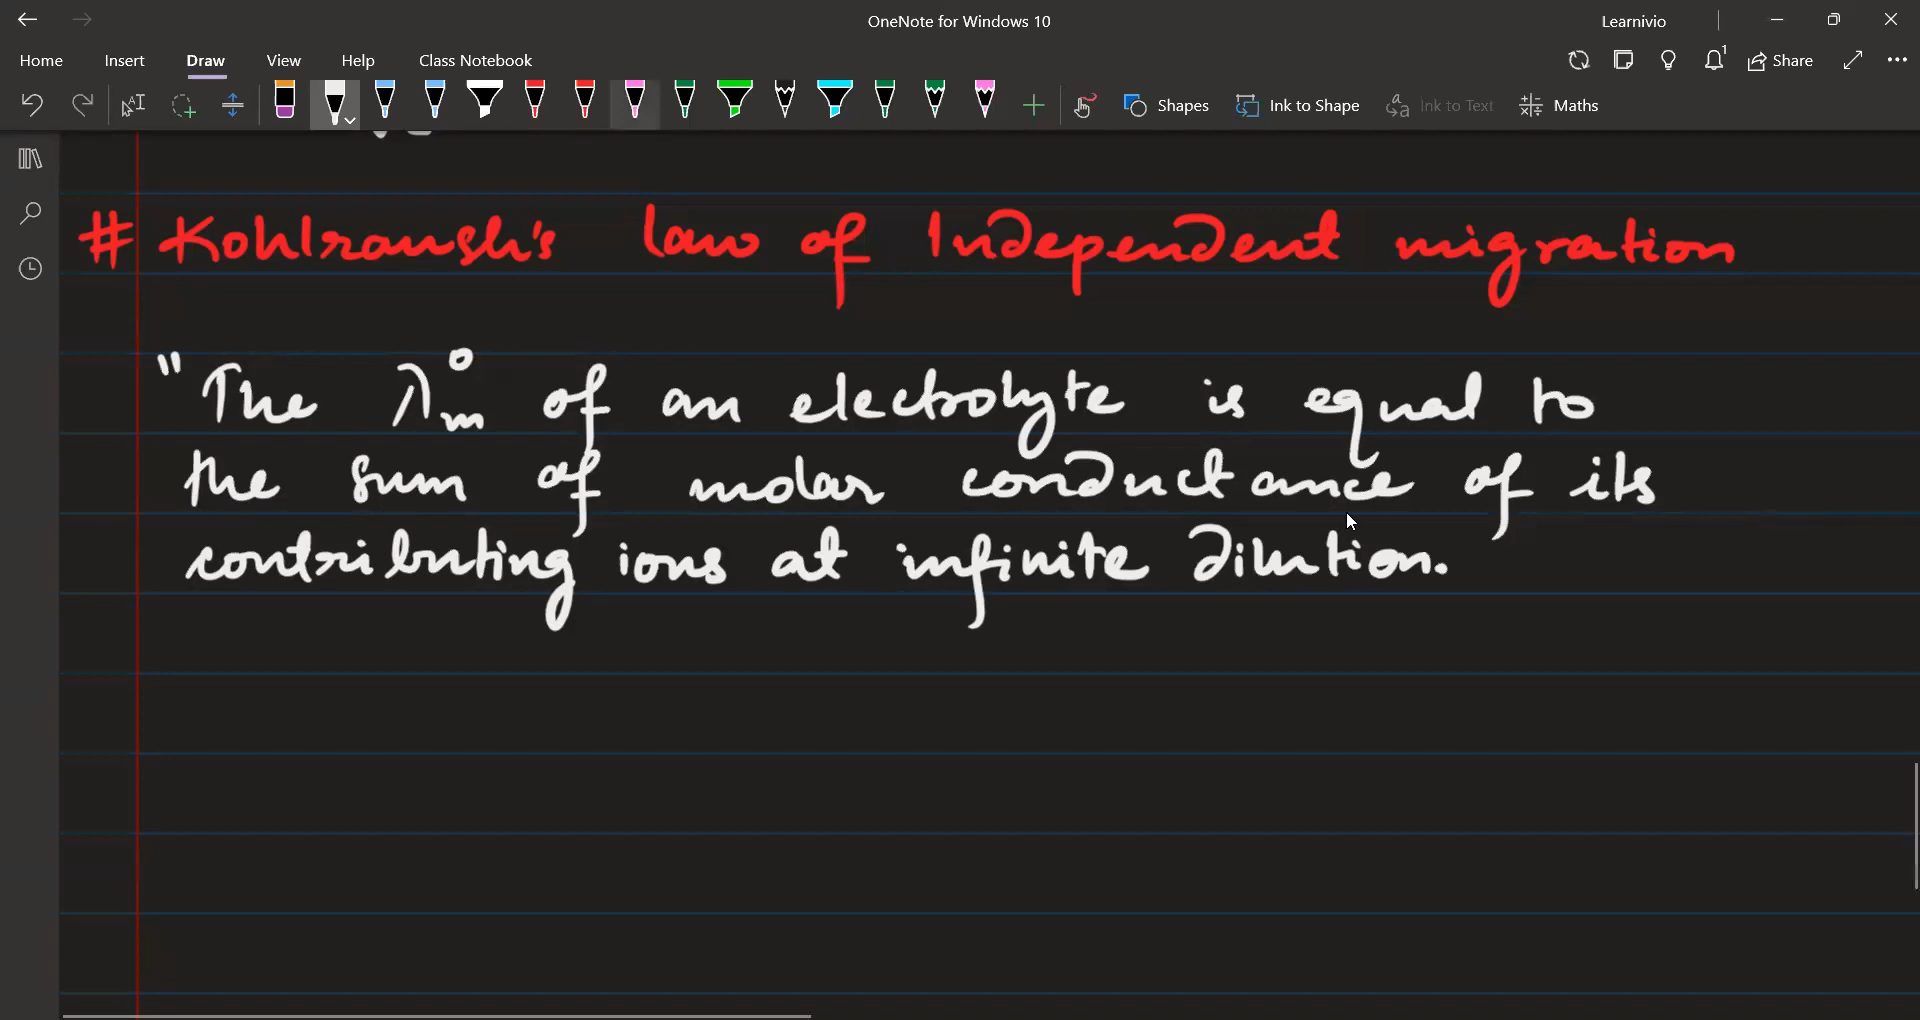 OneNote for Windows 10
Learnivio
Home Insert Draw View Help Class Notebook
1
Share
Shapes Ink to Shape Ink to Text Maths
# Kohlraush's law of Independent migration
"The λ°m of an electrolyte is equal to
the sum of molar conductance of its
contributing ions at infinite dilution.